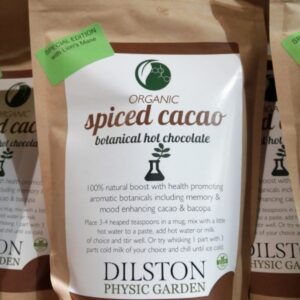 SPECIAL EDITION
with Lion's Mane
ORGANIC
spiced cacao
botanical hot chocolate
100% natural boost with health promoting
aromatic botanicals including memory &
mood enhancing cacao & bacopa
Place 3-4 heaped teaspoons in a mug, mix with a little
hot water to a paste, add hot water or milk
of choice and stir well. Or try whisking 1 part with 3
parts cold milk of your choice and chill until ice cold
DILSTON
PHYSIC GARDEN